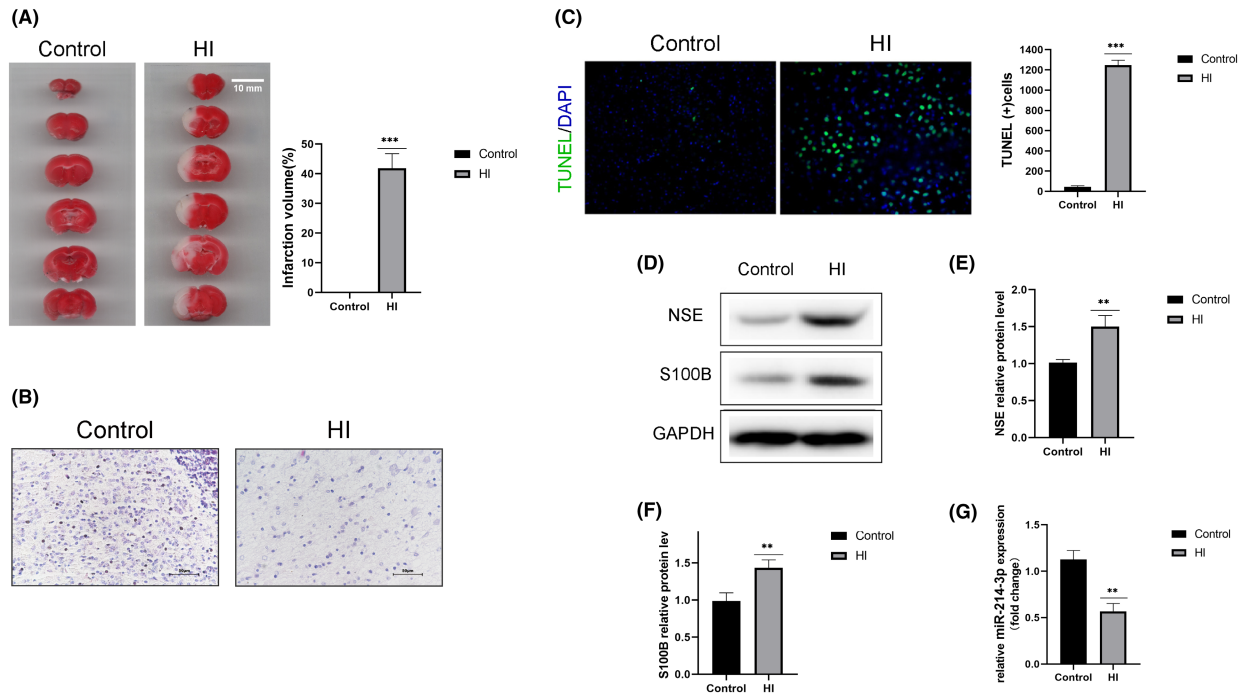 (A)
Control
HI
10 mm
Infarction volume(%)
50
40
30
20
10
0
***
Control
HI
Control
HI
(B)
Control
HI
50μm
50μm
(C)
Control
HI
TUNEL/DAPI
TUNEL (+)cells
1400
1200
1000
800
600
400
200
0
***
Control
HI
Control
HI
(D)
Control
HI
NSE
S100B
GAPDH
(E)
NSE relative protein level
2.0
1.5
1.0
0.5
0.0
**
Control
HI
Control
HI
(F)
S100B relative protein lev
1.5
1.0
0.5
0.0
**
Control
HI
Control
HI
(G)
relative miR-214-3p expression
(fold change)
1.5
1.0
0.5
0.0
**
Control
HI
Control
HI